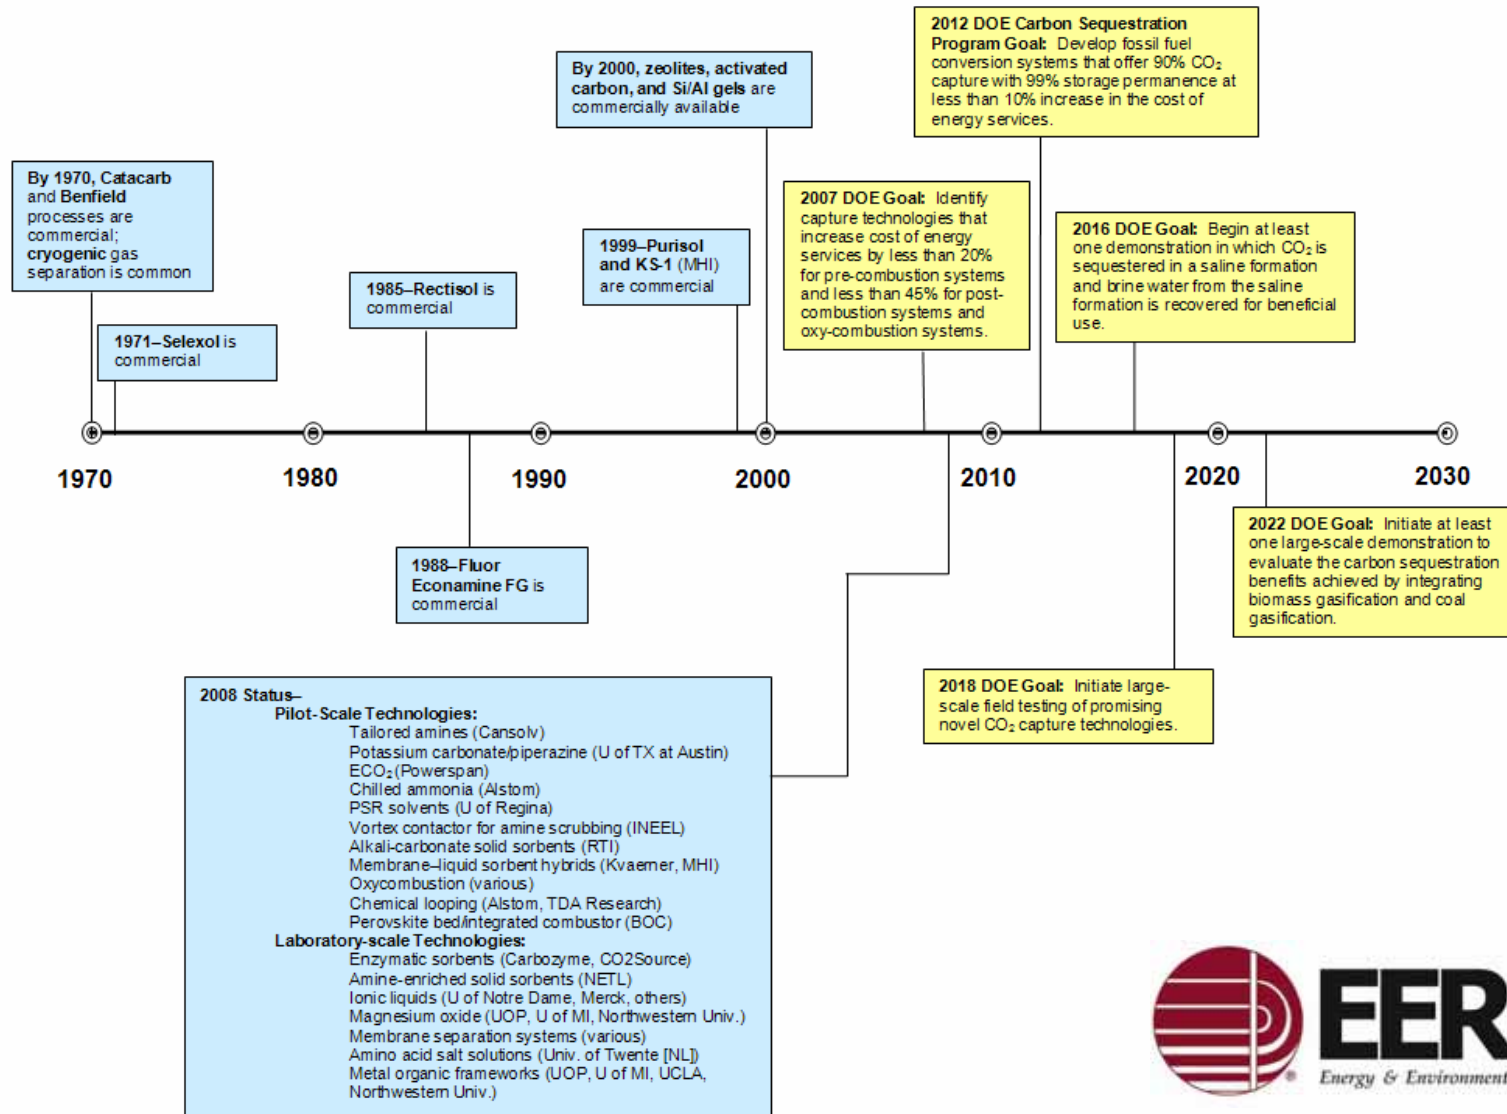 2012 DOE Carbon Sequestration
Program Goal: Develop fossil fuel
conversion systems that offer 90% CO₂
capture with 99% storage permanence at
less than 10% increase in the cost of
energy services.
By 2000, zeolites, activated
carbon, and Si/Al gels are
commercially available
By 1970, Catacarb
and Benfield
processes are
commercial;
cryogenic gas
separation is common
2007 DOE Goal: Identify
capture technologies that
increase cost of energy
services by less than 20%
for pre-combustion systems
and less than 45% for post-
combustion systems and
oxy-combustion systems.
2016 DOE Goal: Begin at least
one demonstration in which CO₂ is
sequestered in a saline formation
and brine water from the saline
formation is recovered for beneficial
use.
1999–Purisol
and KS-1 (MHI)
are commercial
1985–Rectisol is
commercial
1971–Selexol is
commercial
1970
1980
1990
2000
2010
2020
2030
1988–Fluor
Econamine FG is
commercial
2022 DOE Goal: Initiate at least
one large-scale demonstration to
evaluate the carbon sequestration
benefits achieved by integrating
biomass gasification and coal
gasification.
2018 DOE Goal: Initiate large-
scale field testing of promising
novel CO₂ capture technologies.
2008 Status–
Pilot-Scale Technologies:
Tailored amines (Cansolv)
Potassium carbonate/piperazine (U of TX at Austin)
ECO₂ (Powerspan)
Chilled ammonia (Alstom)
PSR solvents (U of Regina)
Vortex contactor for amine scrubbing (INEEL)
Alkali-carbonate solid sorbents (RTI)
Membrane–liquid sorbent hybrids (Kvaerner, MHI)
Oxycombustion (various)
Chemical looping (Alstom, TDA Research)
Perovskite bed/integrated combustor (BOC)
Laboratory-scale Technologies:
Enzymatic sorbents (Carbozyme, CO2Source)
Amine-enriched solid sorbents (NETL)
Ionic liquids (U of Notre Dame, Merck, others)
Magnesium oxide (UOP, U of MI, Northwestern Univ.)
Membrane separation systems (various)
Amino acid salt solutions (Univ. of Twente [NL])
Metal organic frameworks (UOP, U of MI, UCLA,
Northwestern Univ.)
EER
®
Energy & Environment